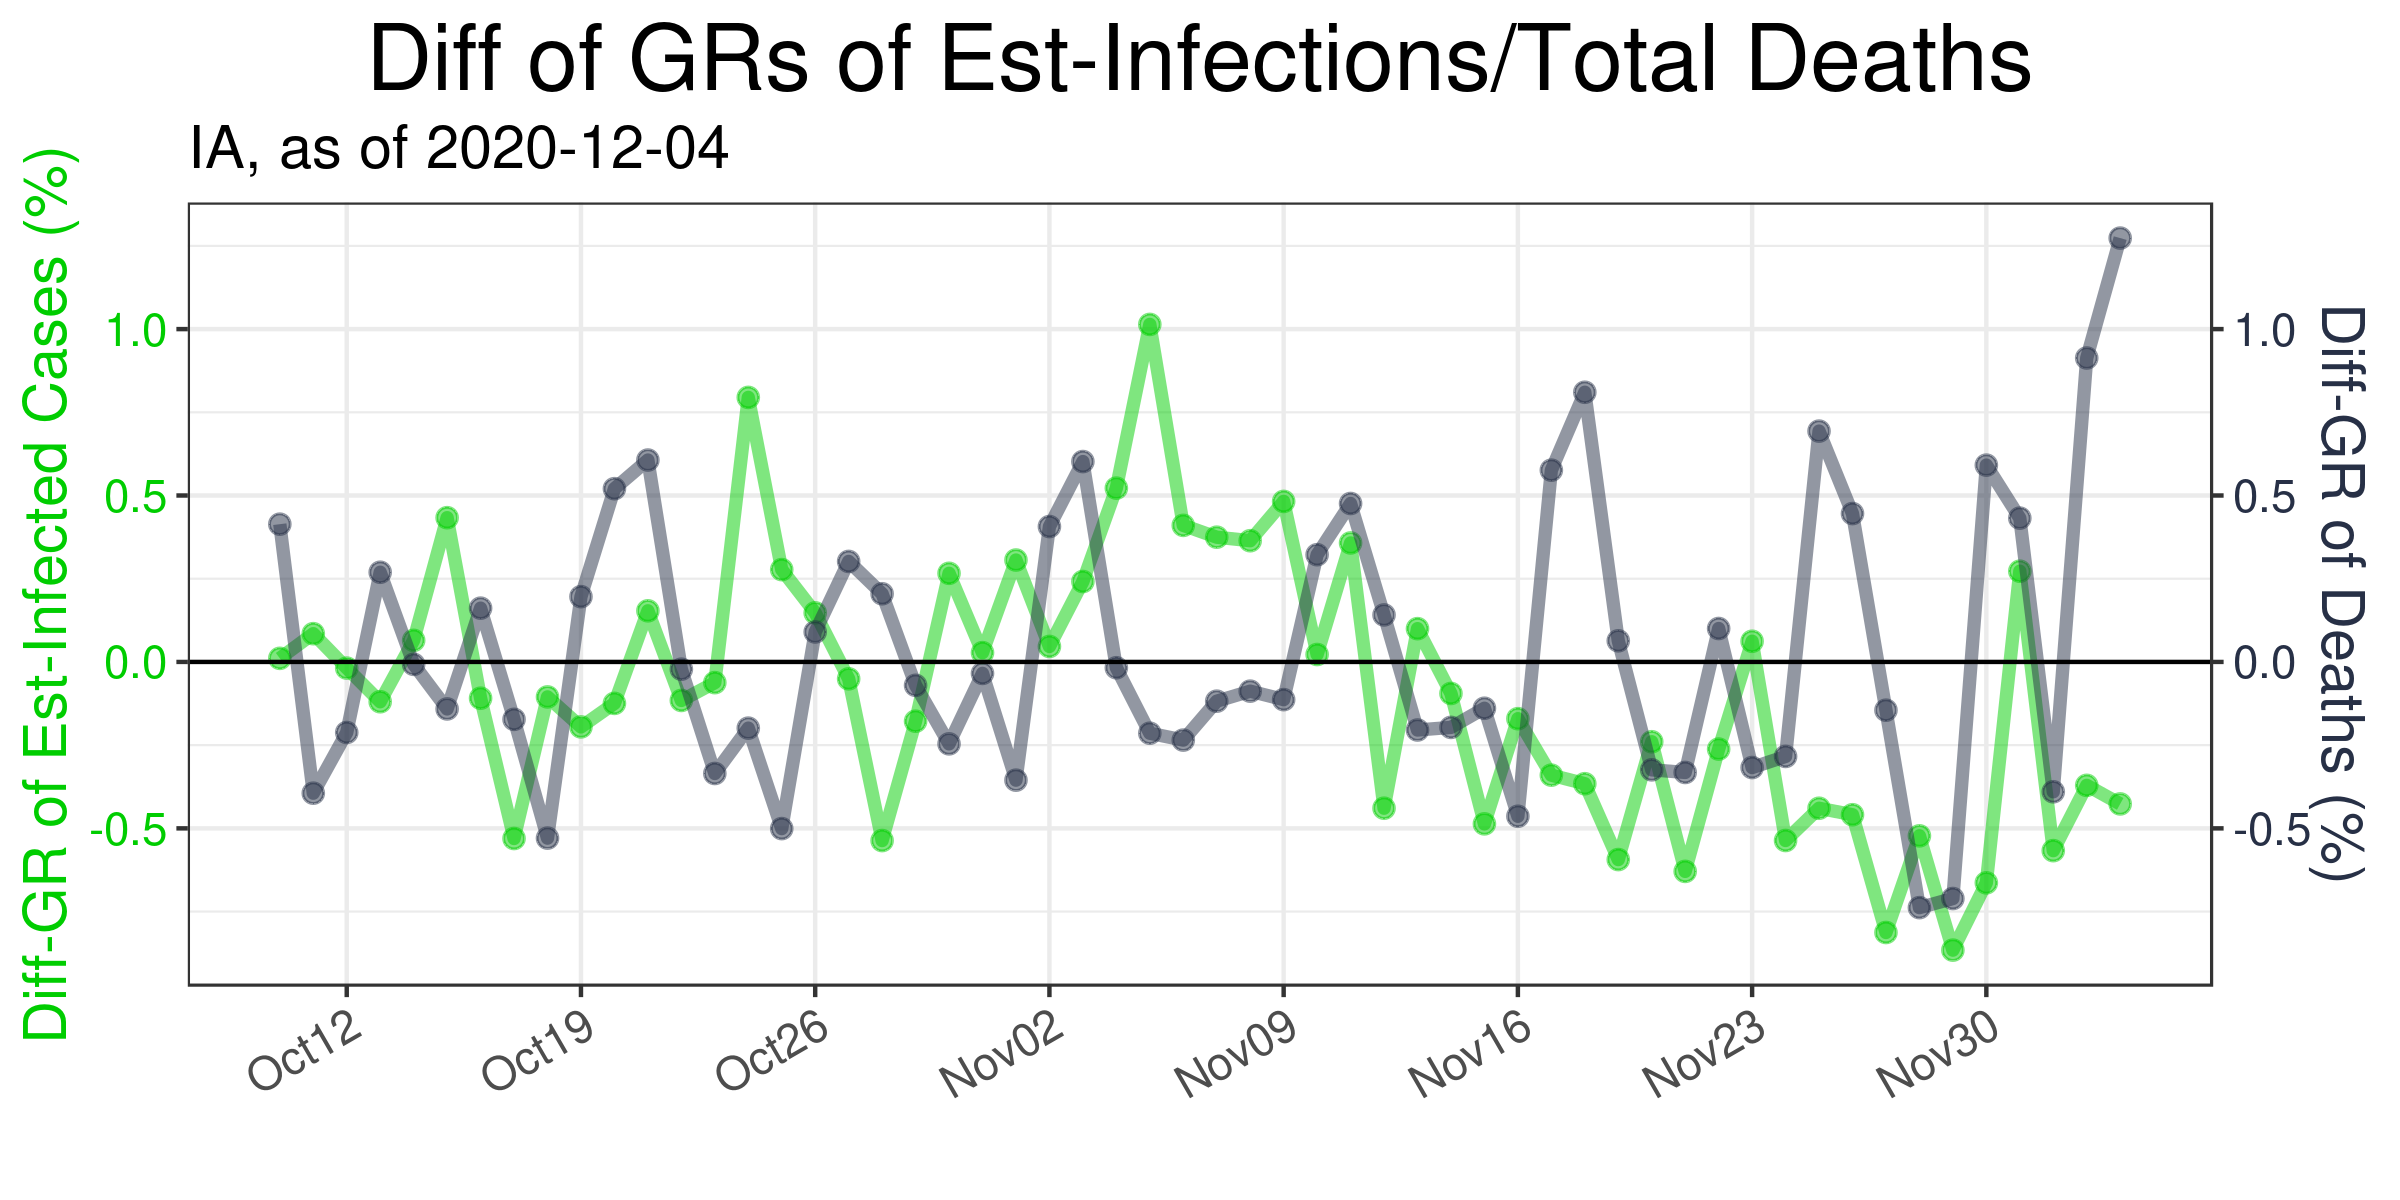 Diff of GRs of Est-Infections/Total Deaths
IA, as of 2020-12-04
Diff-GR of Est-Infected Cases (%)
1.0
0.5
0.0
-0.5
1.0
0.5
0.0
-0.5
Diff-GR of Deaths (%)
Oct12
Oct19
Oct26
Nov02
Nov09
Nov16
Nov23
Nov30